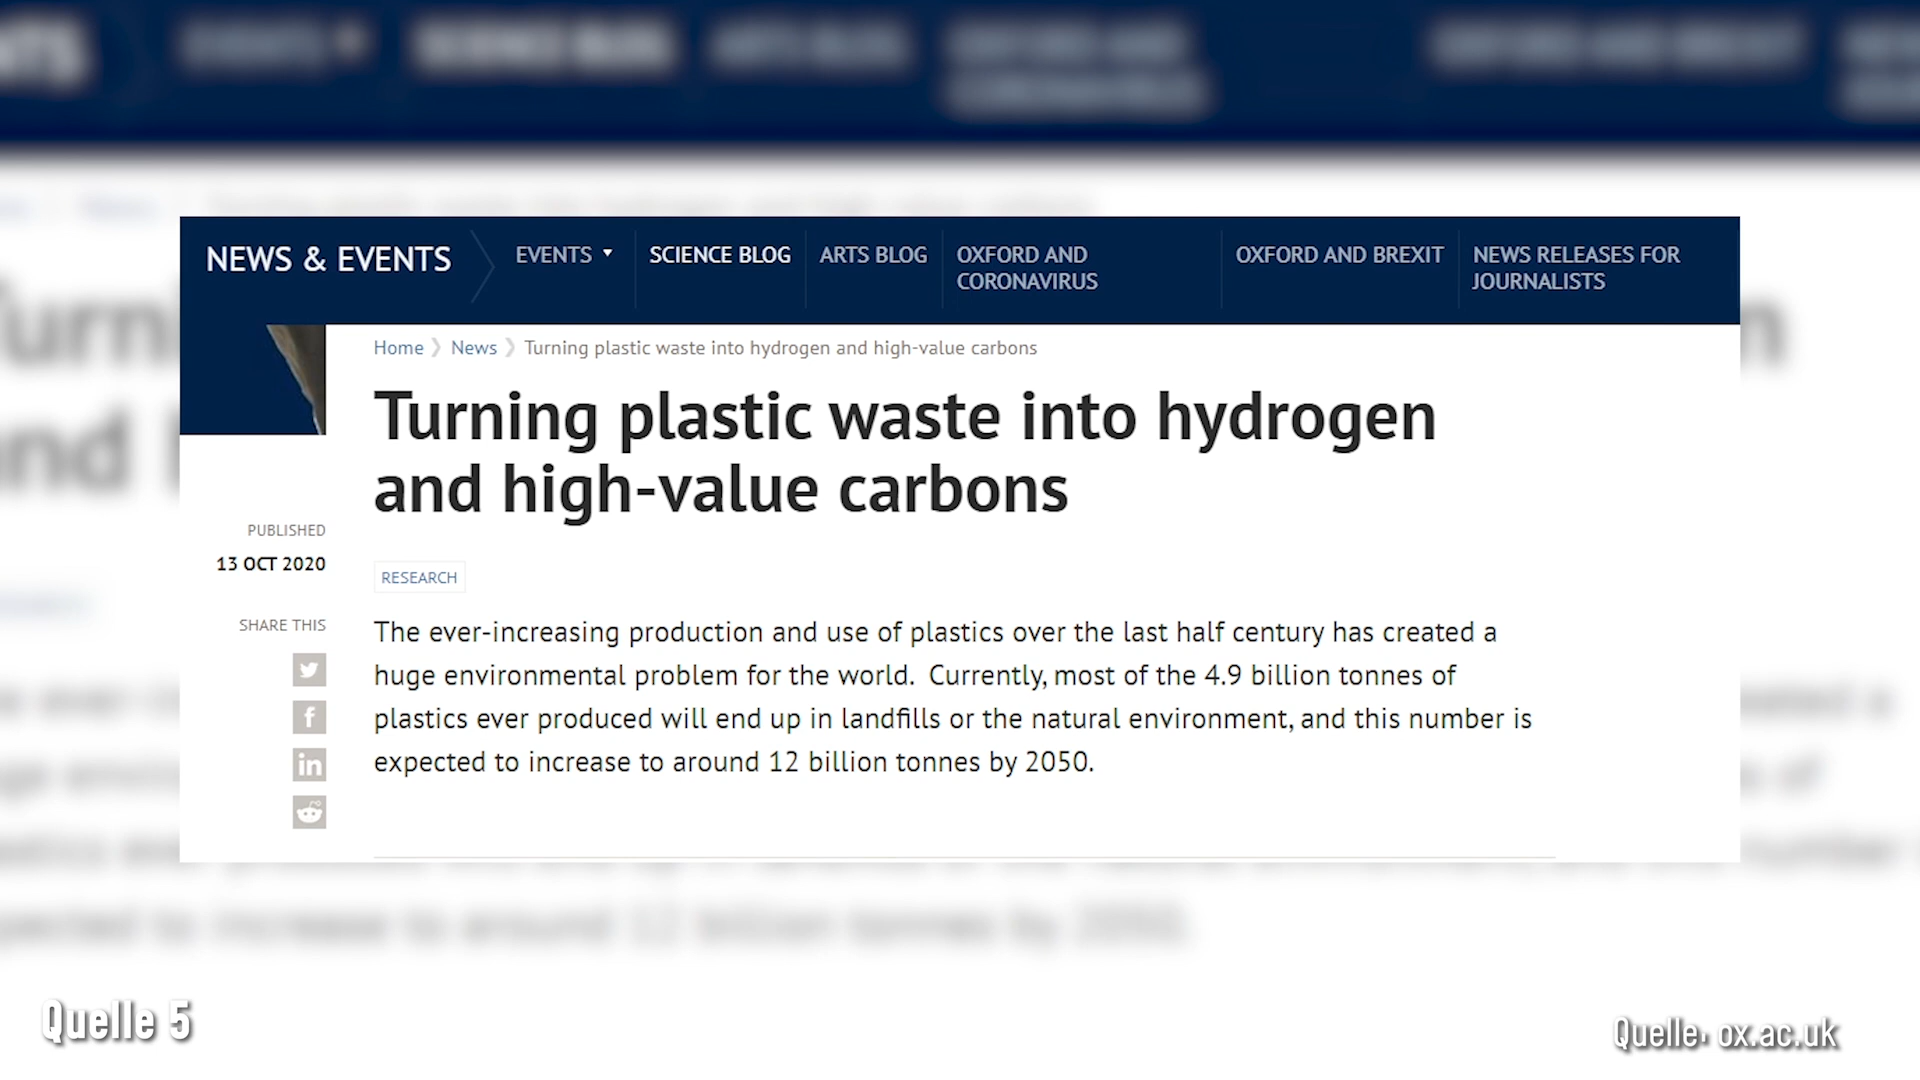 NEWS & EVENTS
EVENTS
SCIENCE BLOG
ARTS BLOG
OXFORD AND
CORONAVIRUS
OXFORD AND BREXIT
NEWS RELEASES FOR
JOURNALISTS
Home > News > Turning plastic waste into hydrogen and high-value carbons
Turning plastic waste into hydrogen
and high-value carbons
PUBLISHED
13 OCT 2020
RESEARCH
SHARE THIS
The ever-increasing production and use of plastics over the last half century has created a
huge environmental problem for the world. Currently, most of the 4.9 billion tonnes of
plastics ever produced will end up in landfills or the natural environment, and this number is
expected to increase to around 12 billion tonnes by 2050.
Quelle 5
Quelle: ox.ac.uk